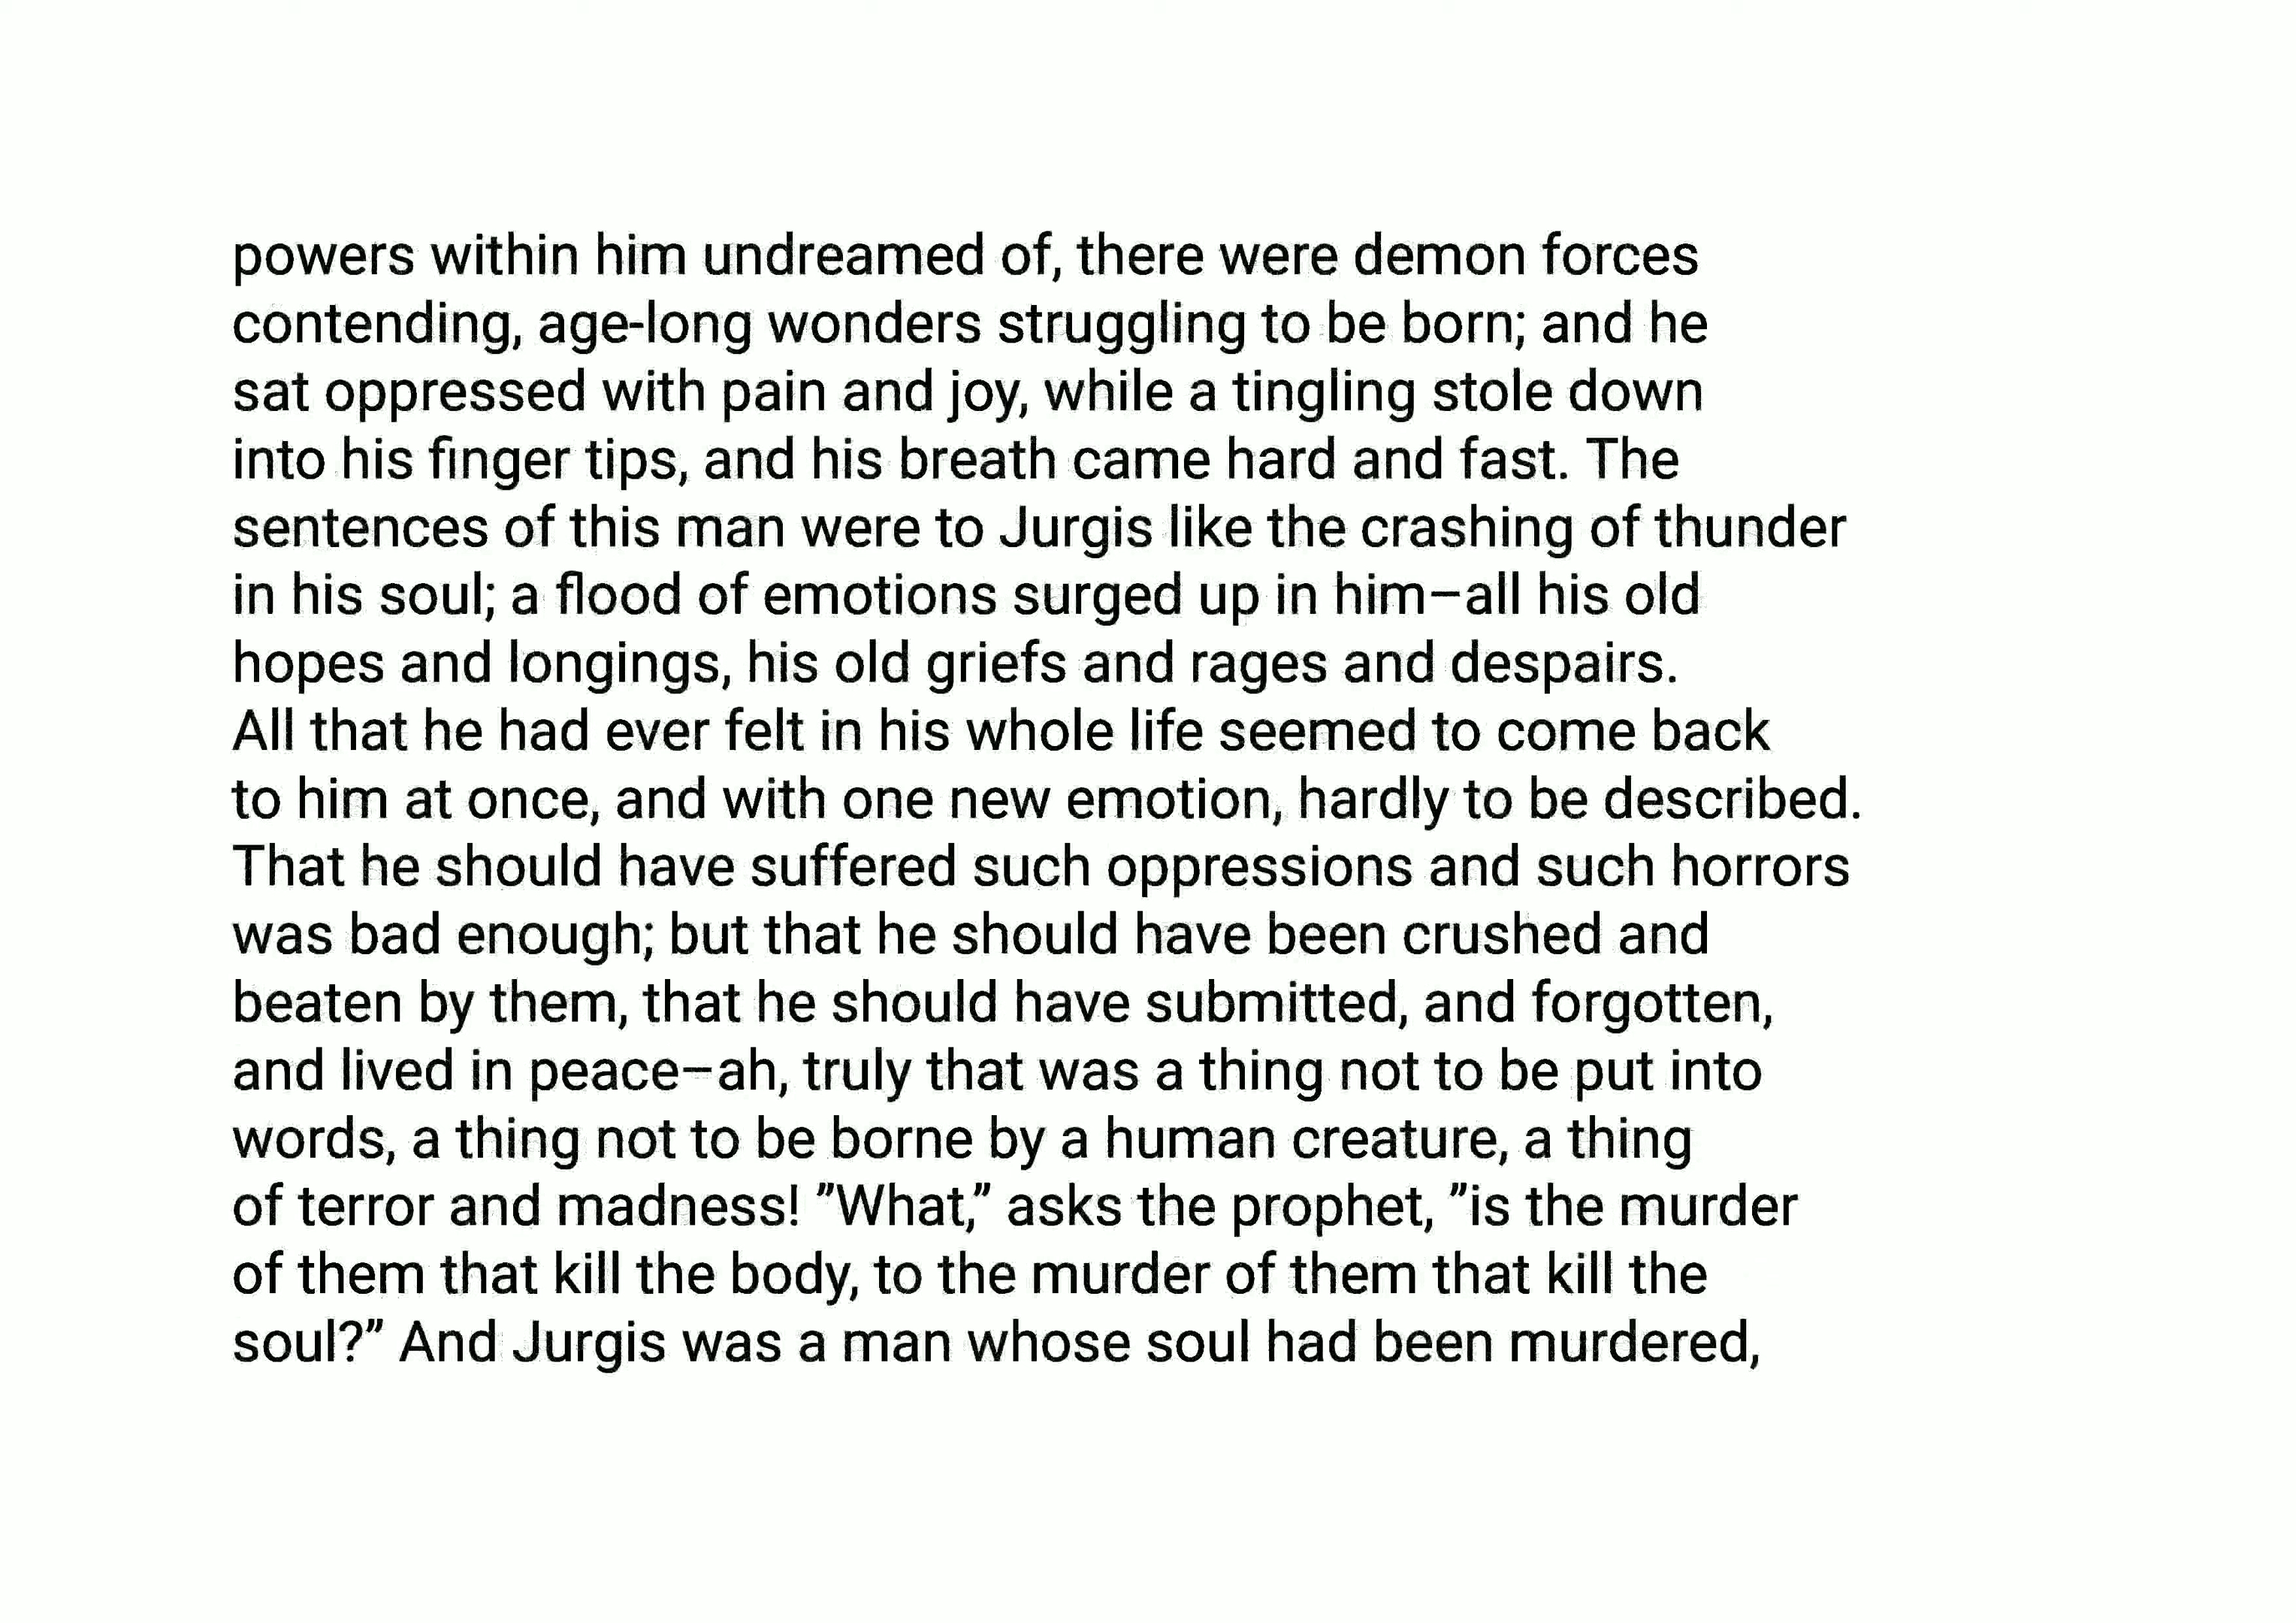 powers within him undreamed of, there were demon forces
contending, age-long wonders struggling to be born; and he
sat oppressed with pain and joy, while a tingling stole down
into his finger tips, and his breath came hard and fast. The
sentences of this man were to Jurgis like the crashing of thunder
in his soul; a flood of emotions surged up in him–all his old
hopes and longings, his old griefs and rages and despairs.
All that he had ever felt in his whole life seemed to come back
to him at once, and with one new emotion, hardly to be described.
That he should have suffered such oppressions and such horrors
was bad enough; but that he should have been crushed and
beaten by them, that he should have submitted, and forgotten,
and lived in peace–ah, truly that was a thing not to be put into
words, a thing not to be borne by a human creature, a thing
of terror and madness! ”What,” asks the prophet, ”is the murder
of them that kill the body, to the murder of them that kill the
soul?” And Jurgis was a man whose soul had been murdered,